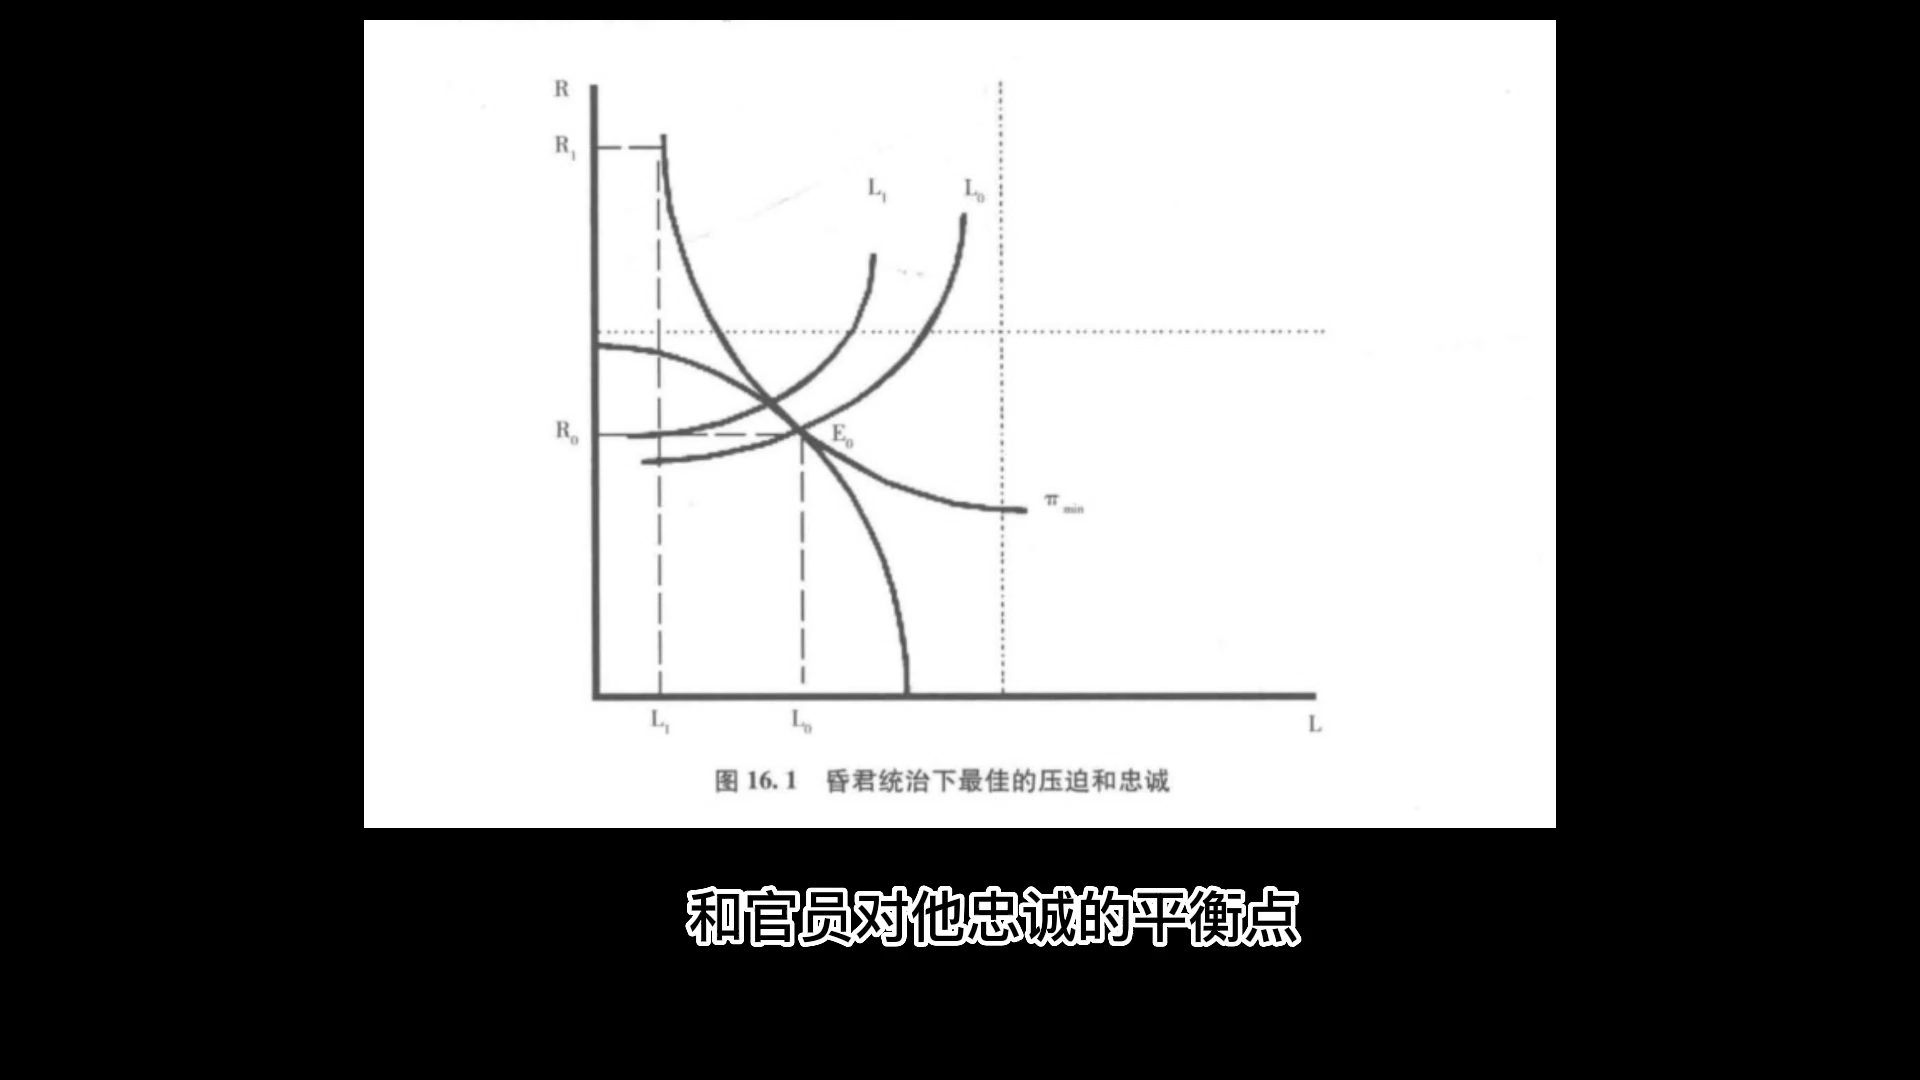 R
R₁
L₁
L₀
R₀
E₀
π min
L₁
L₀
L
图 16.1 昏君统治下最佳的压迫和忠诚
和官员对他忠诚的平衡点